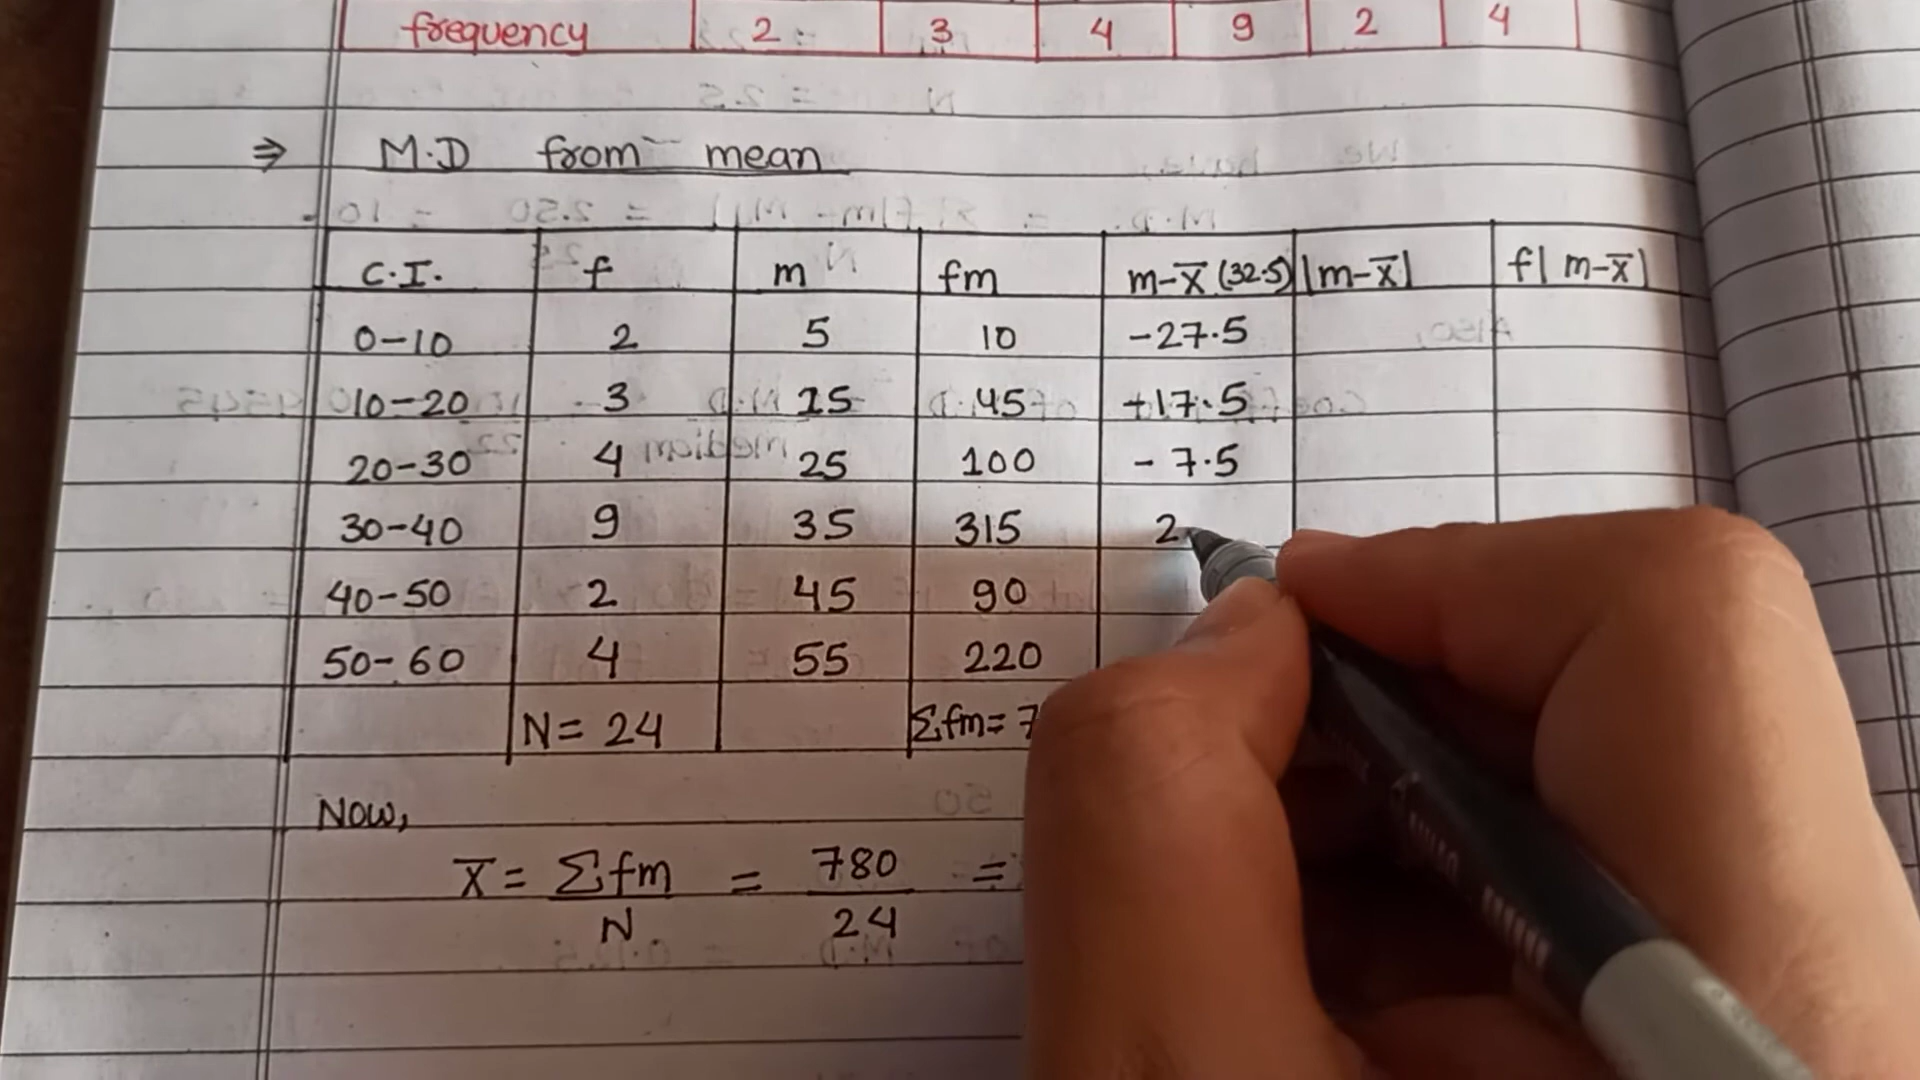 frequency 2 3 4 9 2 4
⇒ M.D from mean
C.I. f m fm m-x̅ (32.5) |m-x̅| f| m-x̅|
0-10 2 5 10 -27.5
10-20 3 15 45 +17.5
20-30 4 25 100 - 7.5
30-40 9 35 315 2
40-50 2 45 90
50-60 4 55 220
N = 24 Σfm= 7
Now,
x̅ = Σfm / N = 780 / 24 =